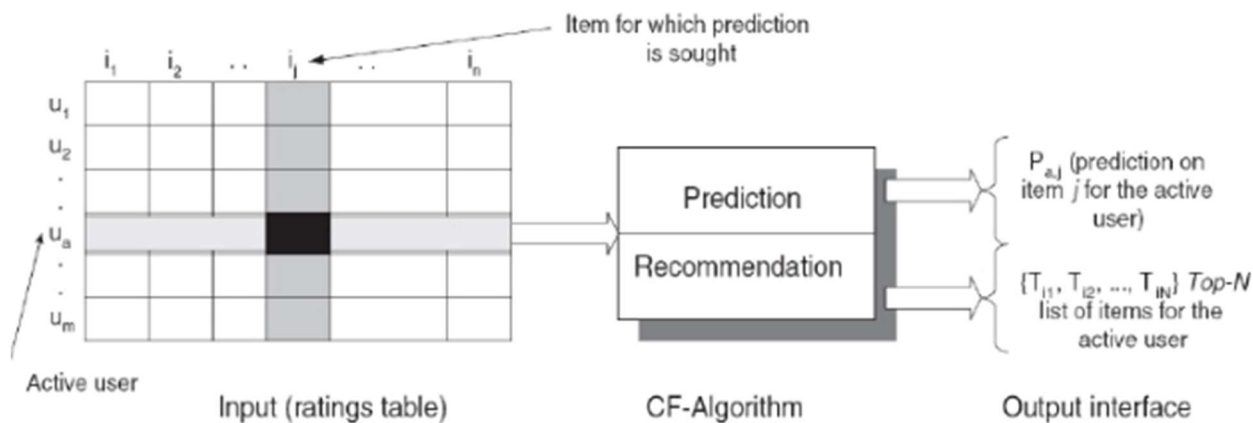 Item for which prediction
is sought
i₁ i₂ . . iⱼ . . iₙ
u₁
u₂
.
.
uₐ
.
.
uₘ
Active user
Input (ratings table)
Prediction
Recommendation
CF-Algorithm
Pₐ,ⱼ (prediction on
item j for the active
user)
{Tᵢ₁, Tᵢ₂, ..., TᵢN} Top-N
list of items for the
active user
Output interface